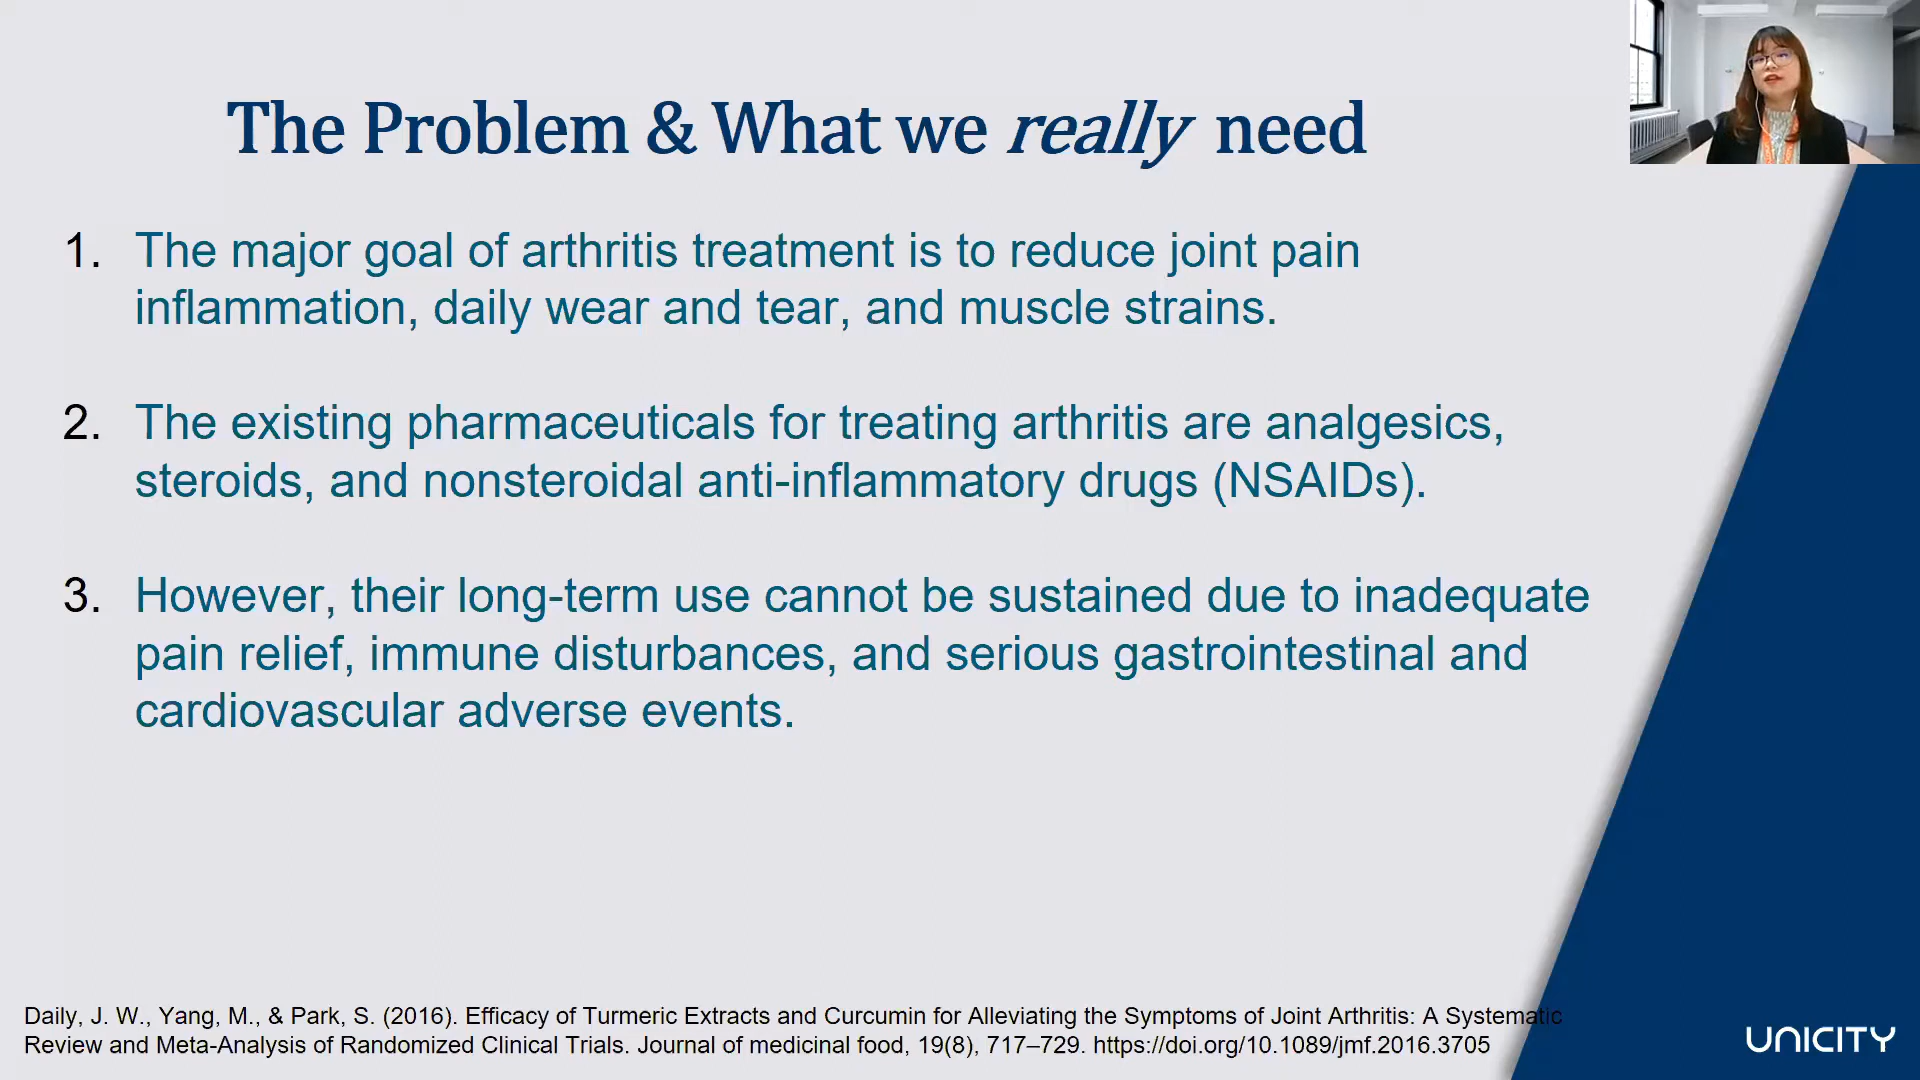 The Problem & What we really need
1. The major goal of arthritis treatment is to reduce joint pain
inflammation, daily wear and tear, and muscle strains.
2. The existing pharmaceuticals for treating arthritis are analgesics,
steroids, and nonsteroidal anti-inflammatory drugs (NSAIDs).
3. However, their long-term use cannot be sustained due to inadequate
pain relief, immune disturbances, and serious gastrointestinal and
cardiovascular adverse events.
Daily, J. W., Yang, M., & Park, S. (2016). Efficacy of Turmeric Extracts and Curcumin for Alleviating the Symptoms of Joint Arthritis: A Systematic
Review and Meta-Analysis of Randomized Clinical Trials. Journal of medicinal food, 19(8), 717–729. https://doi.org/10.1089/jmf.2016.3705
UNICITY